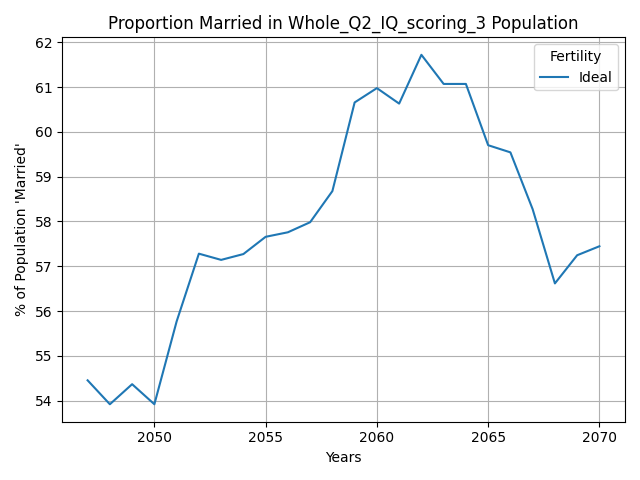 Proportion Married in Whole_Q2_IQ_scoring_3 Population
Fertility
Ideal
% of Population 'Married'
62
61
60
59
58
57
56
55
54
2050 2055 2060 2065 2070
Years